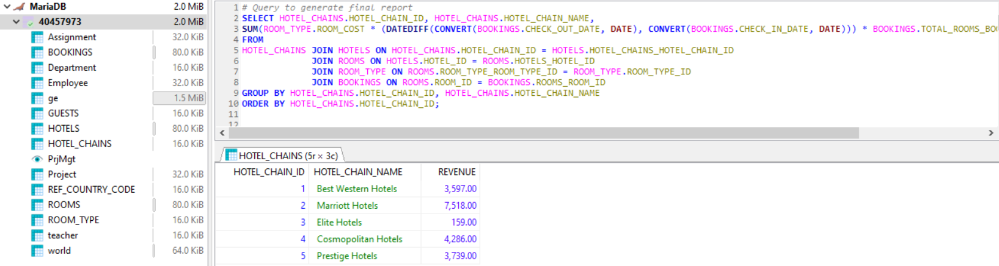 MariaDB 2.0 MiB
40457973 2.0 MiB
Assignment 32.0 KiB
BOOKINGS 80.0 KiB
Department 16.0 KiB
Employee 32.0 KiB
ge 1.5 MiB
GUESTS 16.0 KiB
HOTELS 80.0 KiB
HOTEL_CHAINS 16.0 KiB
PrjMgt
Project 32.0 KiB
REF_COUNTRY_CODE 16.0 KiB
ROOMS 80.0 KiB
ROOM_TYPE 16.0 KiB
teacher 16.0 KiB
world 64.0 KiB
1 # Query to generate final report
2 SELECT HOTEL_CHAINS.HOTEL_CHAIN_ID, HOTEL_CHAINS.HOTEL_CHAIN_NAME,
3 SUM(ROOM_TYPE.ROOM_COST * (DATEDIFF(CONVERT(BOOKINGS.CHECK_OUT_DATE, DATE), CONVERT(BOOKINGS.CHECK_IN_DATE, DATE))) * BOOKINGS.TOTAL_ROOMS_BO
4 FROM
5 HOTEL_CHAINS JOIN HOTELS ON HOTEL_CHAINS.HOTEL_CHAIN_ID = HOTELS.HOTEL_CHAINS_HOTEL_CHAIN_ID
6 JOIN ROOMS ON HOTELS.HOTEL_ID = ROOMS.HOTELS_HOTEL_ID
7 JOIN ROOM_TYPE ON ROOMS.ROOM_TYPE_ROOM_TYPE_ID = ROOM_TYPE.ROOM_TYPE_ID
8 JOIN BOOKINGS ON ROOMS.ROOM_ID = BOOKINGS.ROOMS_ROOM_ID
9 GROUP BY HOTEL_CHAINS.HOTEL_CHAIN_ID, HOTEL_CHAINS.HOTEL_CHAIN_NAME
10 ORDER BY HOTEL_CHAINS.HOTEL_CHAIN_ID;
11
12
HOTEL_CHAINS (5r × 3c)
HOTEL_CHAIN_ID HOTEL_CHAIN_NAME REVENUE
1 Best Western Hotels 3,597.00
2 Marriott Hotels 7,518.00
3 Elite Hotels 159.00
4 Cosmopolitan Hotels 4,286.00
5 Prestige Hotels 3,739.00